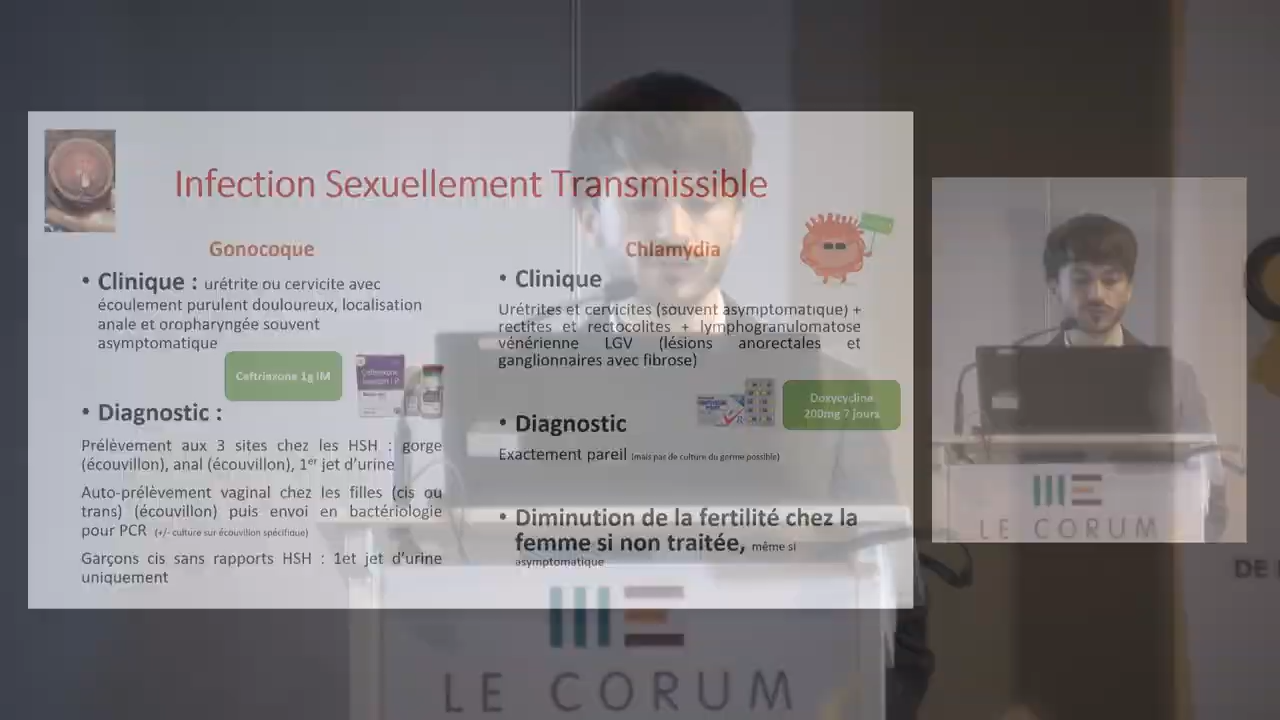 Infection Sexuellement Transmissible
Gonocoque
• Clinique : urétrite ou cervicite avec
écoulement purulent douloureux, localisation
anale et oropharyngée souvent
asymptomatique
Ceftriaxone 1g IM
• Diagnostic :
Prélèvement aux 3 sites chez les HSH : gorge
(écouvillon), anal (écouvillon), 1er jet d'urine
Auto-prélèvement vaginal chez les filles (cis ou
trans) (écouvillon) puis envoi en bactériologie
pour PCR (+/- culture sur écouvillon spécifique)
Garçons cis sans rapports HSH : 1et jet d'urine
uniquement
Chlamydia
• Clinique
Urétrites et cervicites (souvent asymptomatique) +
rectites et rectocolites + lymphogranulomatose
vénérienne LGV (lésions anorectales et
ganglionnaires avec fibrose)
Doxycycline
200mg 7 jours
• Diagnostic
Exactement pareil (mais pas de culture du germe possible)
• Diminution de la fertilité chez la
femme si non traitée, même si
asymptomatique
LE CORUM
LE CORUM
DE